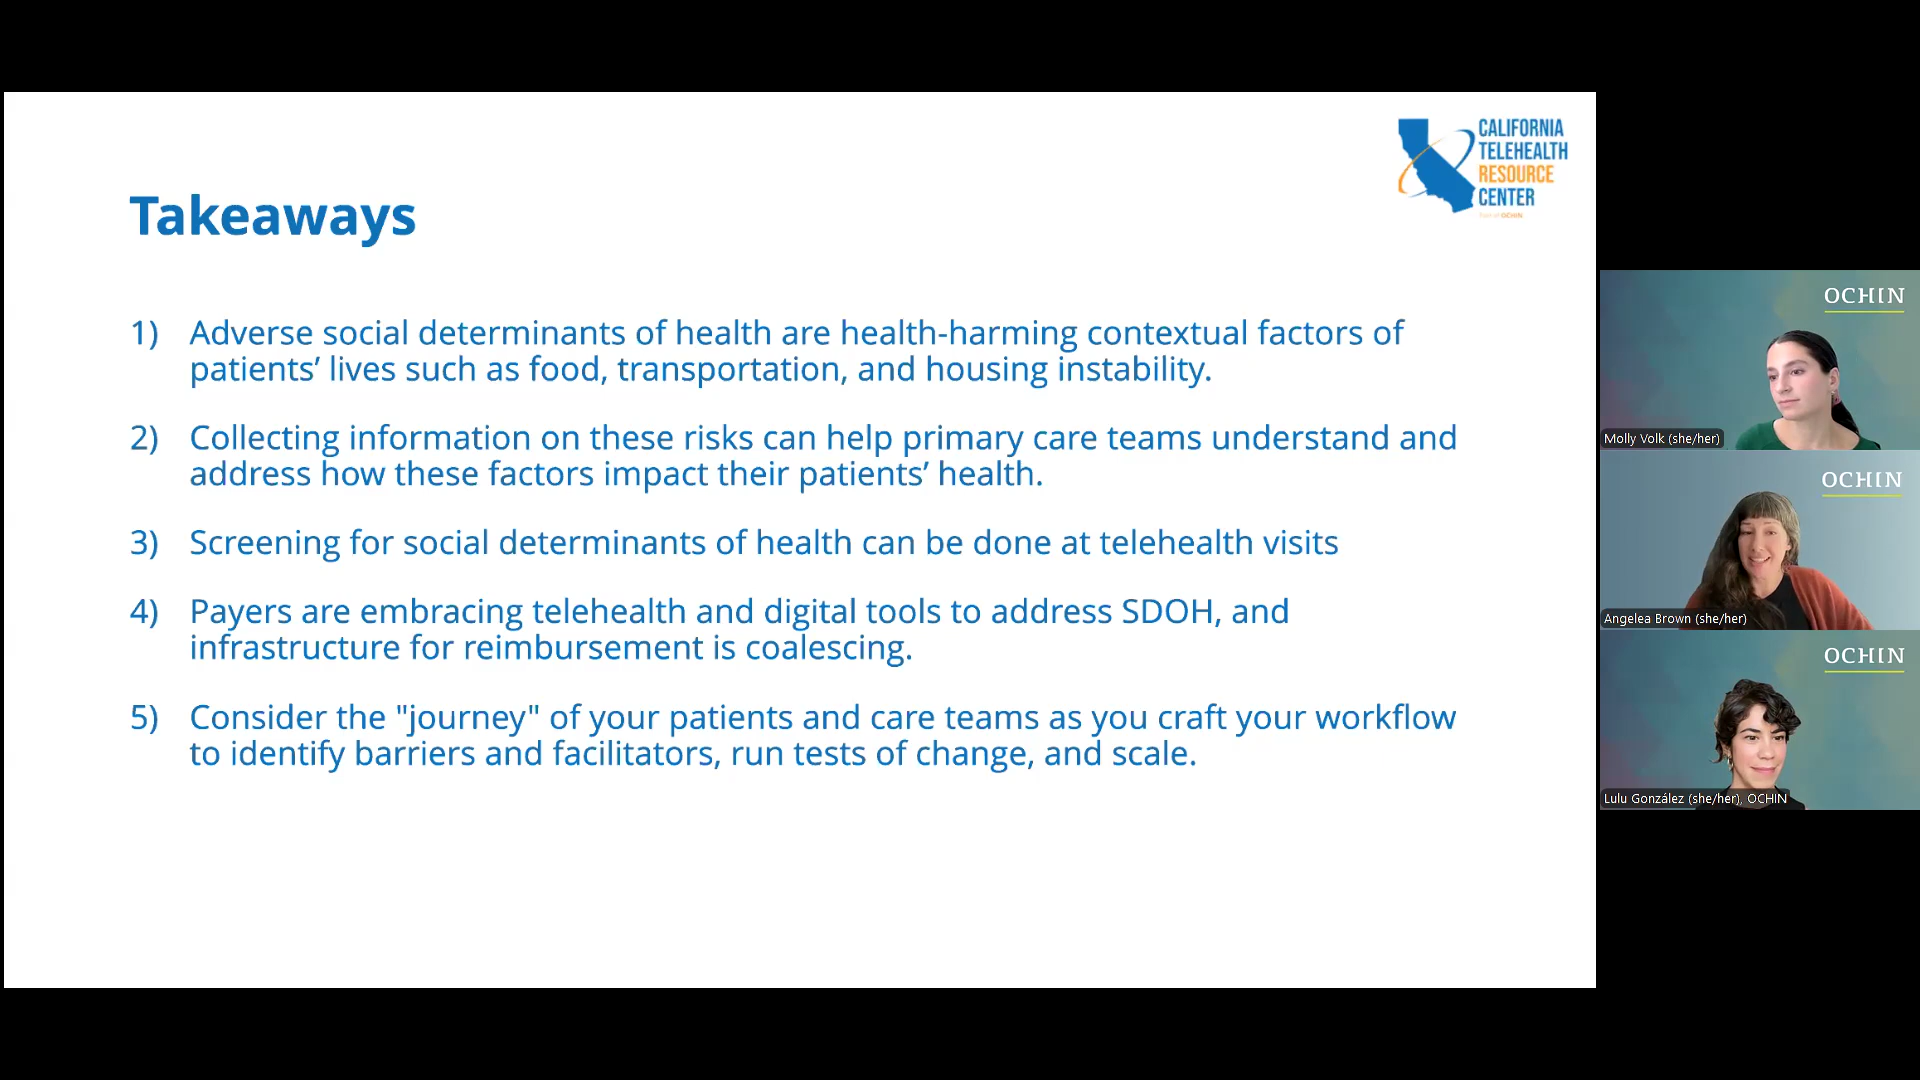 CALIFORNIA
TELEHEALTH
RESOURCE
CENTER
Part of OCHIN
Takeaways
1) Adverse social determinants of health are health-harming contextual factors of
patients’ lives such as food, transportation, and housing instability.
2) Collecting information on these risks can help primary care teams understand and
address how these factors impact their patients’ health.
3) Screening for social determinants of health can be done at telehealth visits
4) Payers are embracing telehealth and digital tools to address SDOH, and
infrastructure for reimbursement is coalescing.
5) Consider the "journey" of your patients and care teams as you craft your workflow
to identify barriers and facilitators, run tests of change, and scale.
OCHIN
Molly Volk (she/her)
OCHIN
Angelea Brown (she/her)
OCHIN
Lulu González (she/her), OCHIN